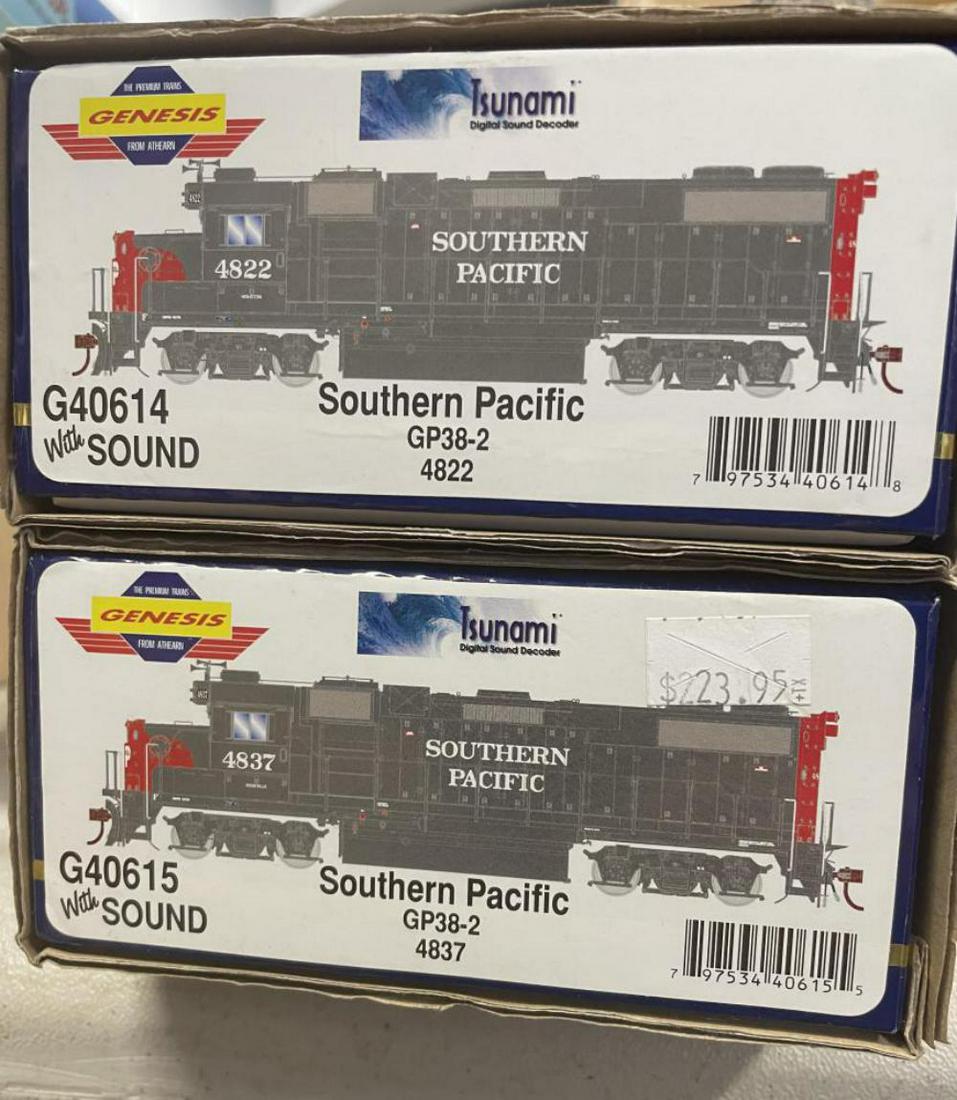 THE PREMIUM TRAINS
GENESIS
FROM ATHEARN
Tsunami
Digital Sound Decoder
4822
4822
SOUTHERN
PACIFIC
G40614
With SOUND
Southern Pacific
GP38-2
4822
7 97534 40614 8
THE PREMIUM TRAINS
GENESIS
FROM ATHEARN
Tsunami
Digital Sound Decoder
$223.95
4837
4837
SOUTHERN
PACIFIC
G40615
With SOUND
Southern Pacific
GP38-2
4837
7 97534 40615 5